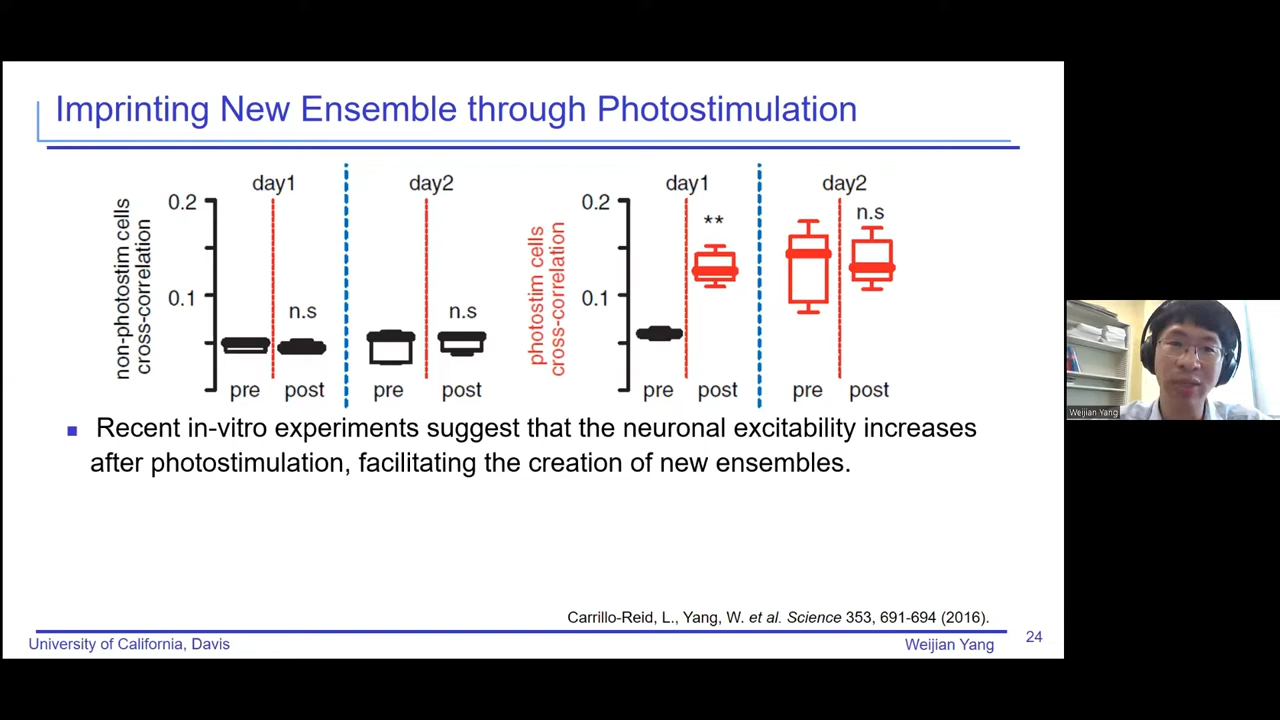 Imprinting New Ensemble through Photostimulation
day1
day2
non-photostim cells
cross-correlation
0.2
0.1
n.s
n.s
pre
post
pre
post
day1
day2
photostim cells
cross-correlation
0.2
0.1
**
n.s
pre
post
pre
post
Recent in-vitro experiments suggest that the neuronal excitability increases
after photostimulation, facilitating the creation of new ensembles.
Carrillo-Reid, L., Yang, W. et al. Science 353, 691-694 (2016).
University of California, Davis
Weijian Yang
24
Weijian Yang